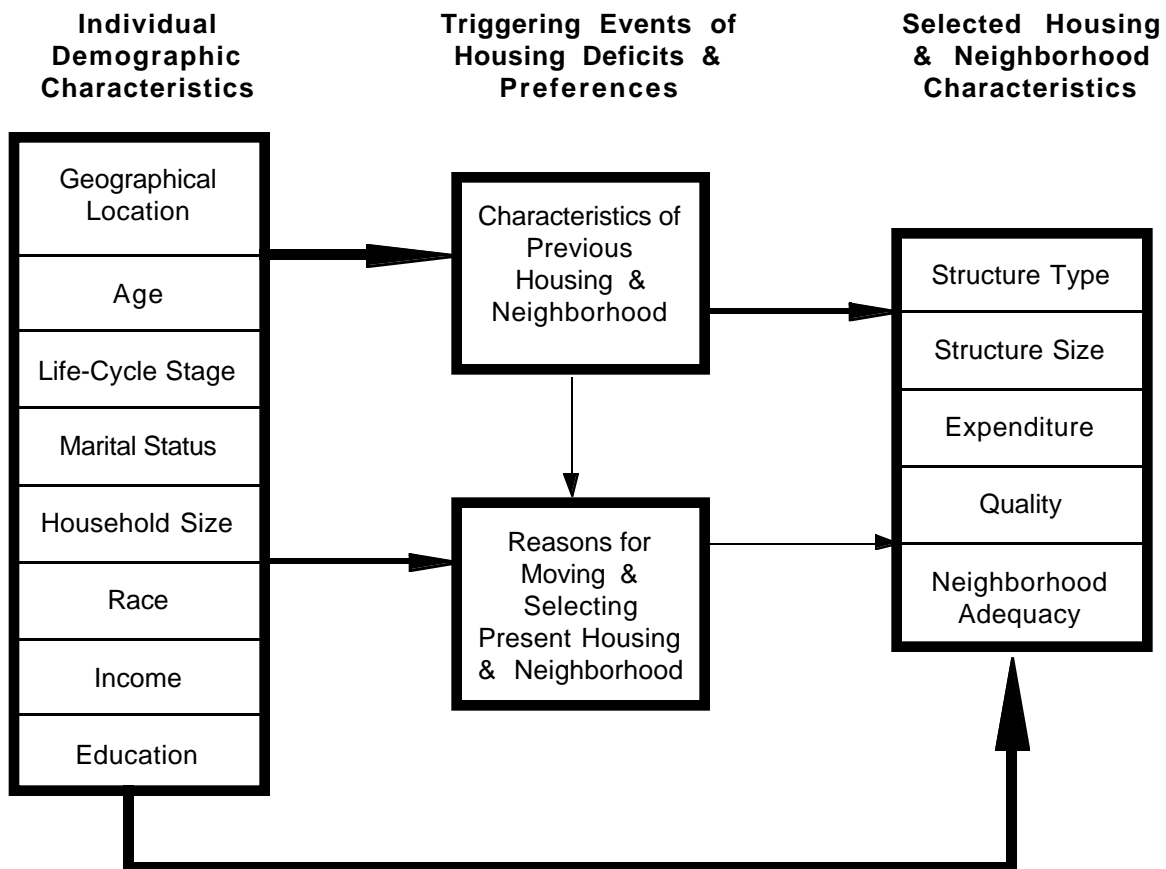 Individual
Demographic
Characteristics
Triggering Events of
Housing Deficits &
Preferences
Selected Housing
& Neighborhood
Characteristics
Geographical
Location
Age
Life-Cycle Stage
Marital Status
Household Size
Race
Income
Education
Characteristics of
Previous
Housing &
Neighborhood
Reasons for
Moving &
Selecting
Present Housing
& Neighborhood
Structure Type
Structure Size
Expenditure
Quality
Neighborhood
Adequacy